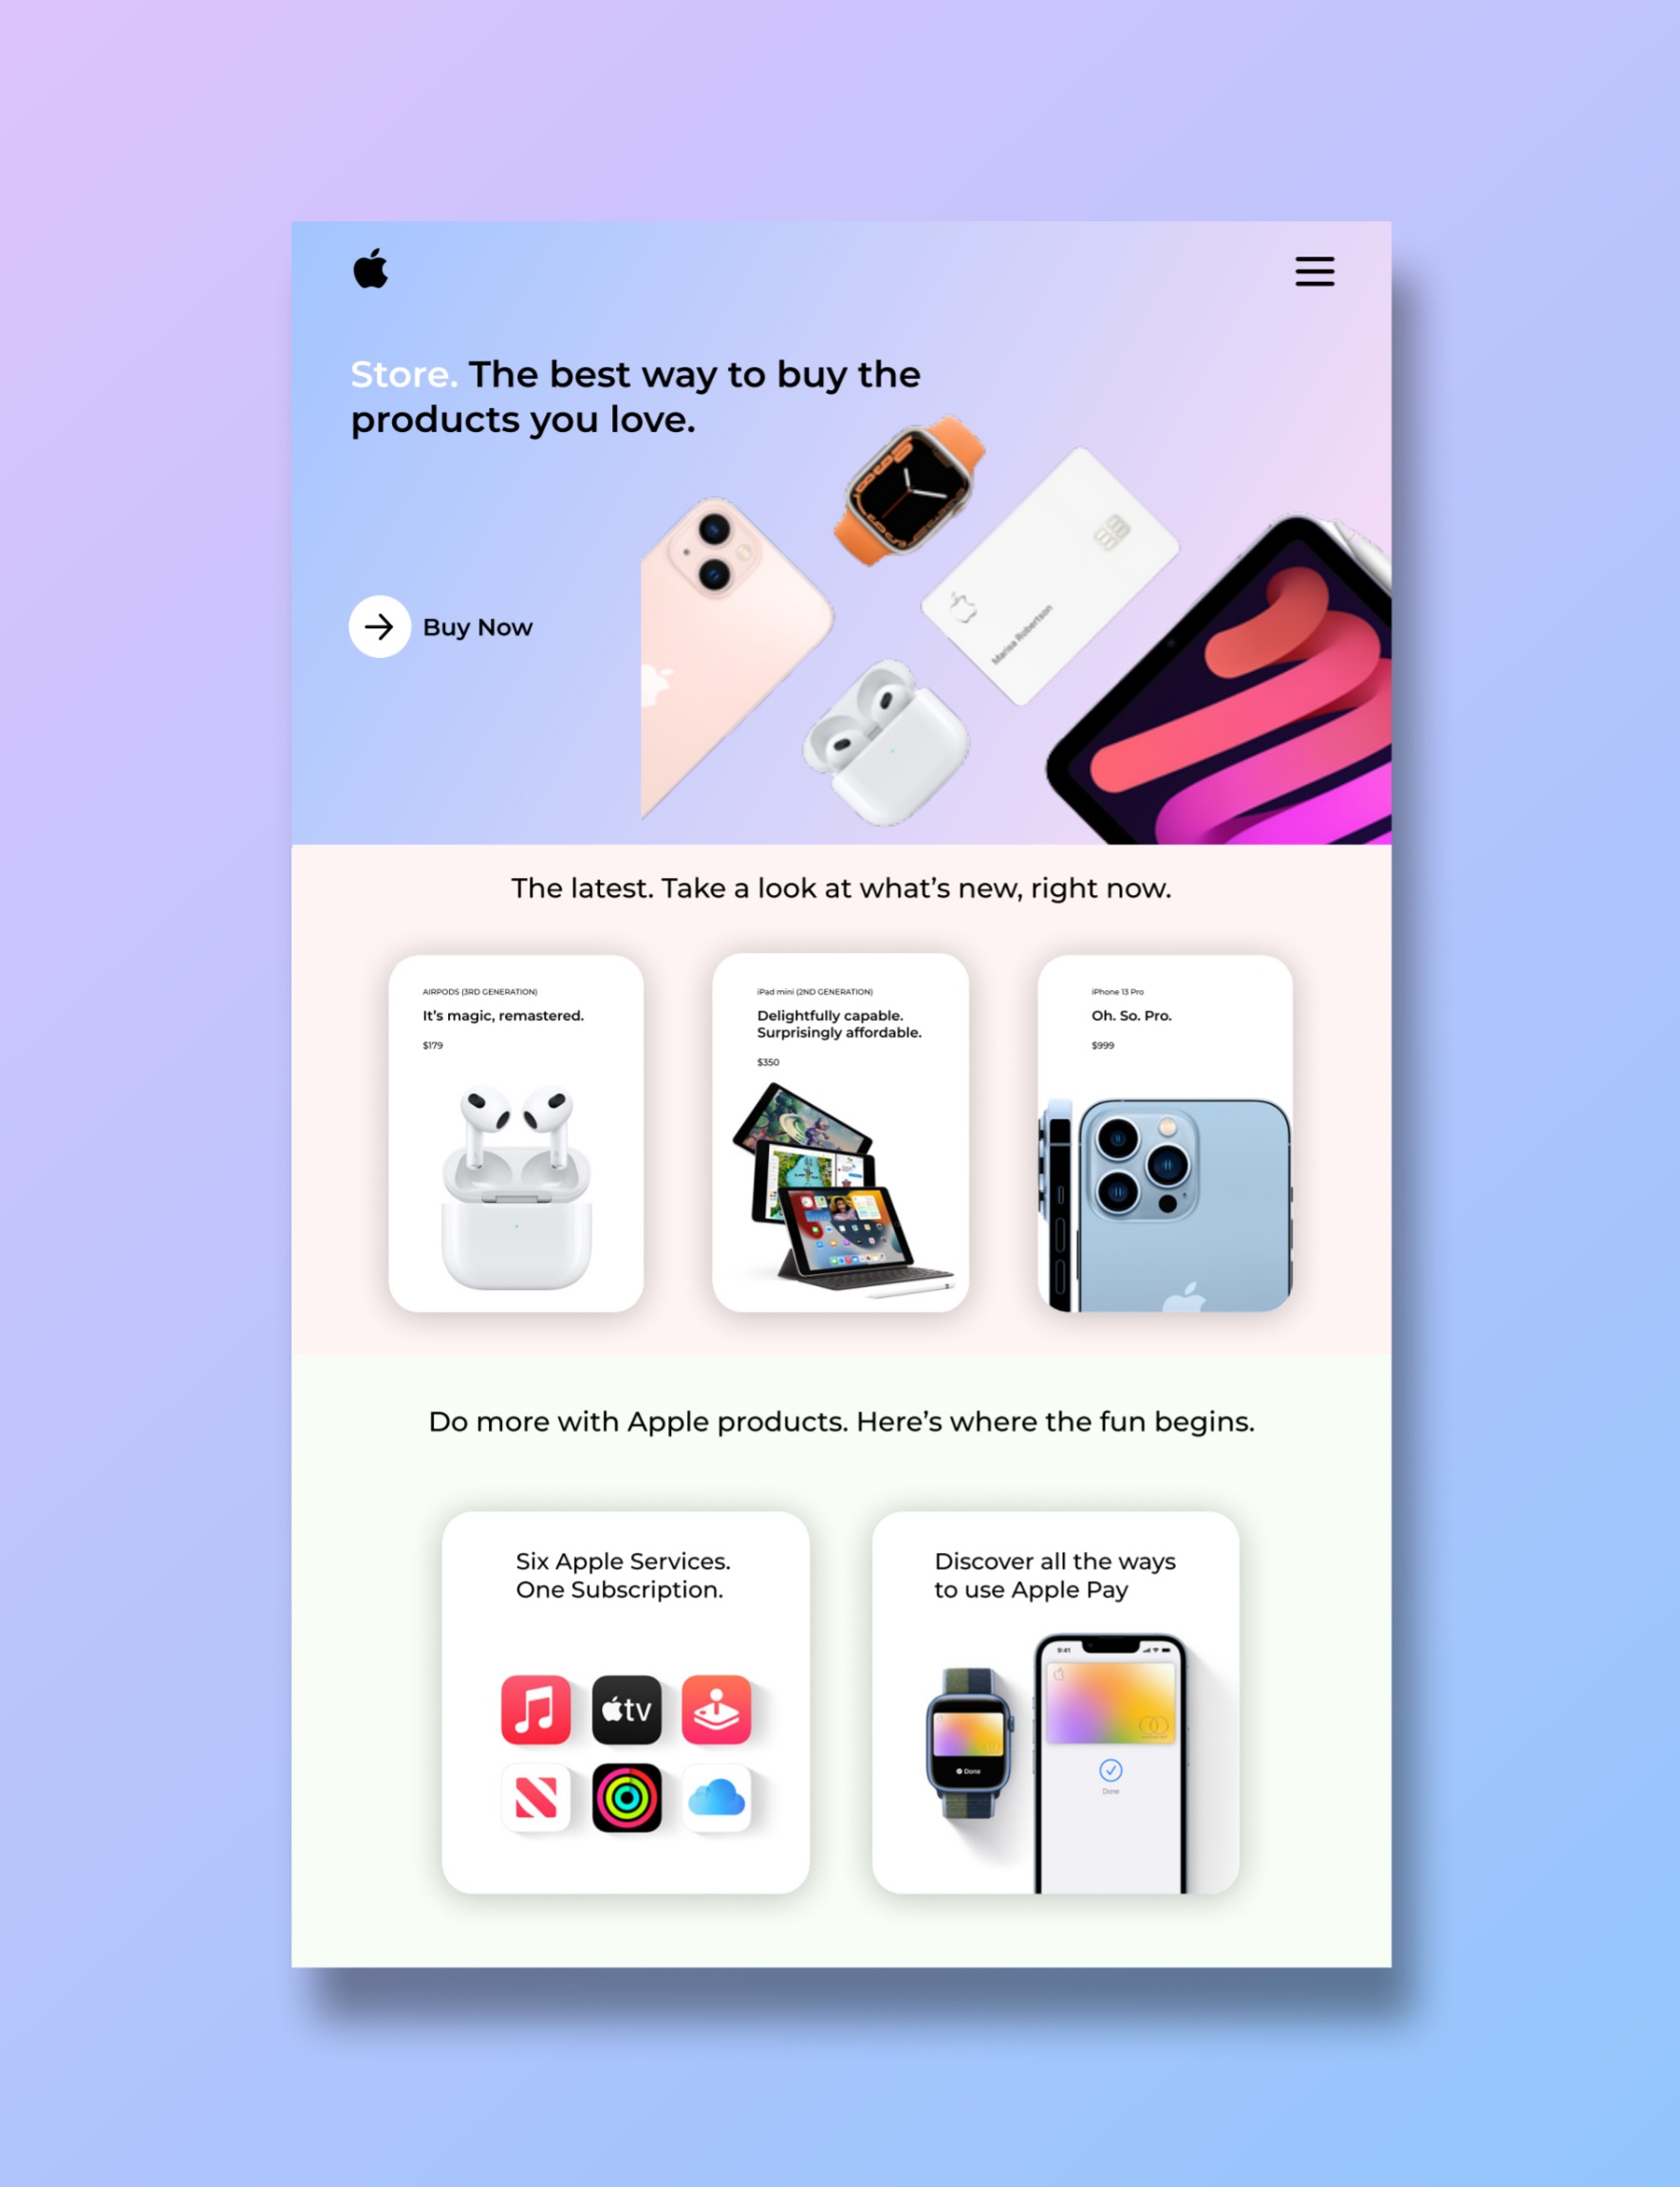 Store. The best way to buy the
products you love.
Marisa Robertson
Buy Now
The latest. Take a look at what’s new, right now.
AIRPODS (3RD GENERATION)
It’s magic, remastered.
$179
iPad mini (2ND GENERATION)
Delightfully capable.
Surprisingly affordable.
$350
iPhone 13 Pro
Oh. So. Pro.
$999
Do more with Apple products. Here’s where the fun begins.
Six Apple Services.
One Subscription.
tv
Discover all the ways
to use Apple Pay
9:41
Done
Done